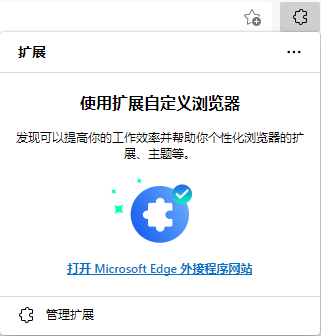 扩展
使用扩展自定义浏览器
发现可以提高你的工作效率并帮助你个性化浏览器的扩
展、主题等。
打开 Microsoft Edge 外接程序网站
管理扩展